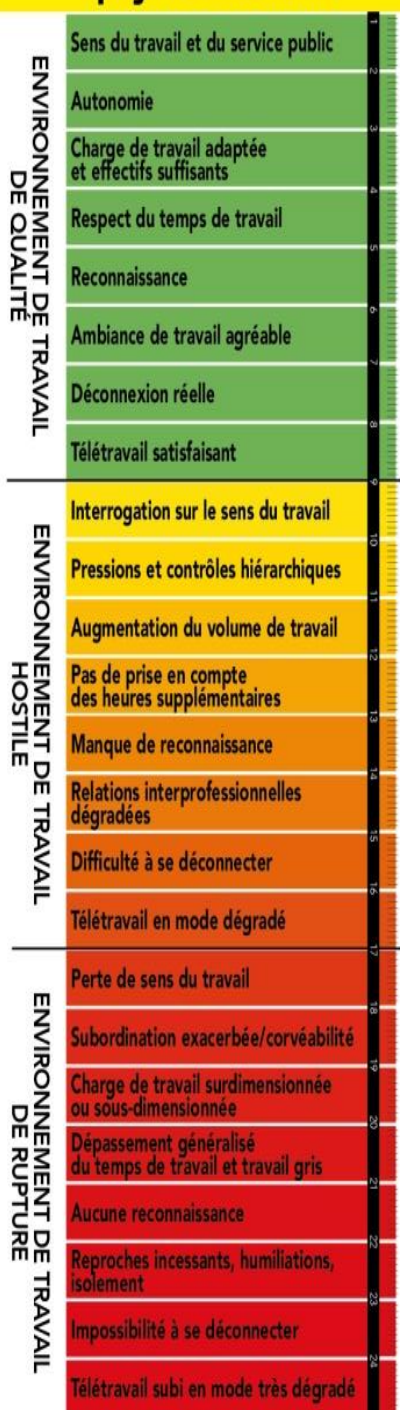 ENVIRONNEMENT DE TRAVAIL
DE QUALITÉ
1
Sens du travail et du service public
2
Autonomie
3
Charge de travail adaptée
et effectifs suffisants
4
Respect du temps de travail
5
Reconnaissance
6
Ambiance de travail agréable
7
Déconnexion réelle
8
Télétravail satisfaisant
9
ENVIRONNEMENT DE TRAVAIL
HOSTILE
Interrogation sur le sens du travail
10
Pressions et contrôles hiérarchiques
11
Augmentation du volume de travail
12
Pas de prise en compte
des heures supplémentaires
13
Manque de reconnaissance
14
Relations interprofessionnelles
dégradées
15
Difficulté à se déconnecter
16
Télétravail en mode dégradé
17
ENVIRONNEMENT DE TRAVAIL
DE RUPTURE
Perte de sens du travail
18
Subordination exacerbée/corvéabilité
19
Charge de travail surdimensionnée
ou sous-dimensionnée
20
Dépassement généralisé
du temps de travail et travail gris
21
Aucune reconnaissance
22
Reproches incessants, humiliations,
isolement
23
Impossibilité à se déconnecter
24
Télétravail subi en mode très dégradé